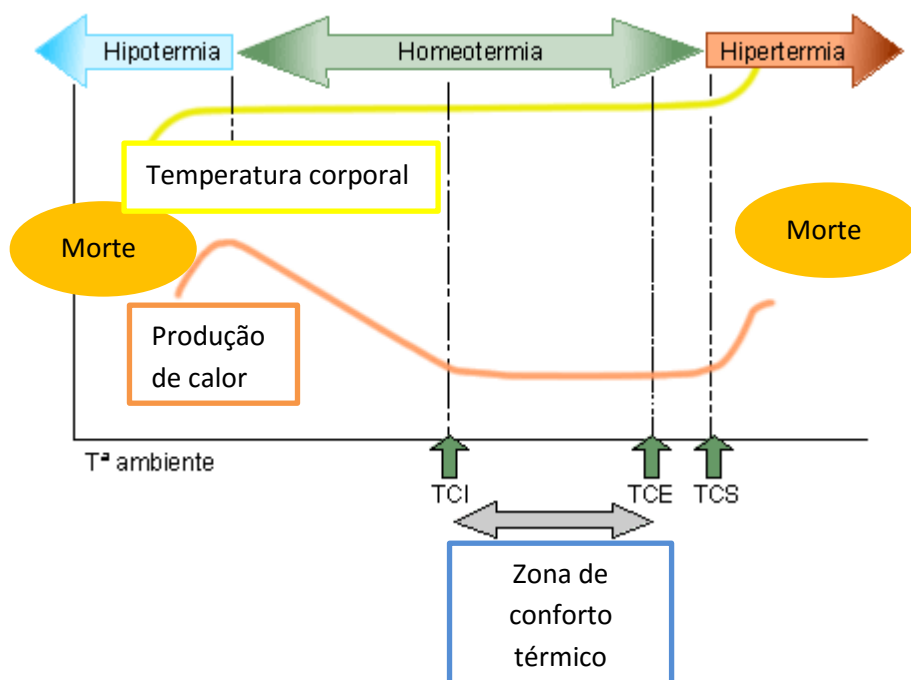 Hipotermia
Homeotermia
Hipertermia
Temperatura corporal
Morte
Morte
Produção
de calor
Tª ambiente
TCI
TCE
TCS
Zona de
conforto
térmico